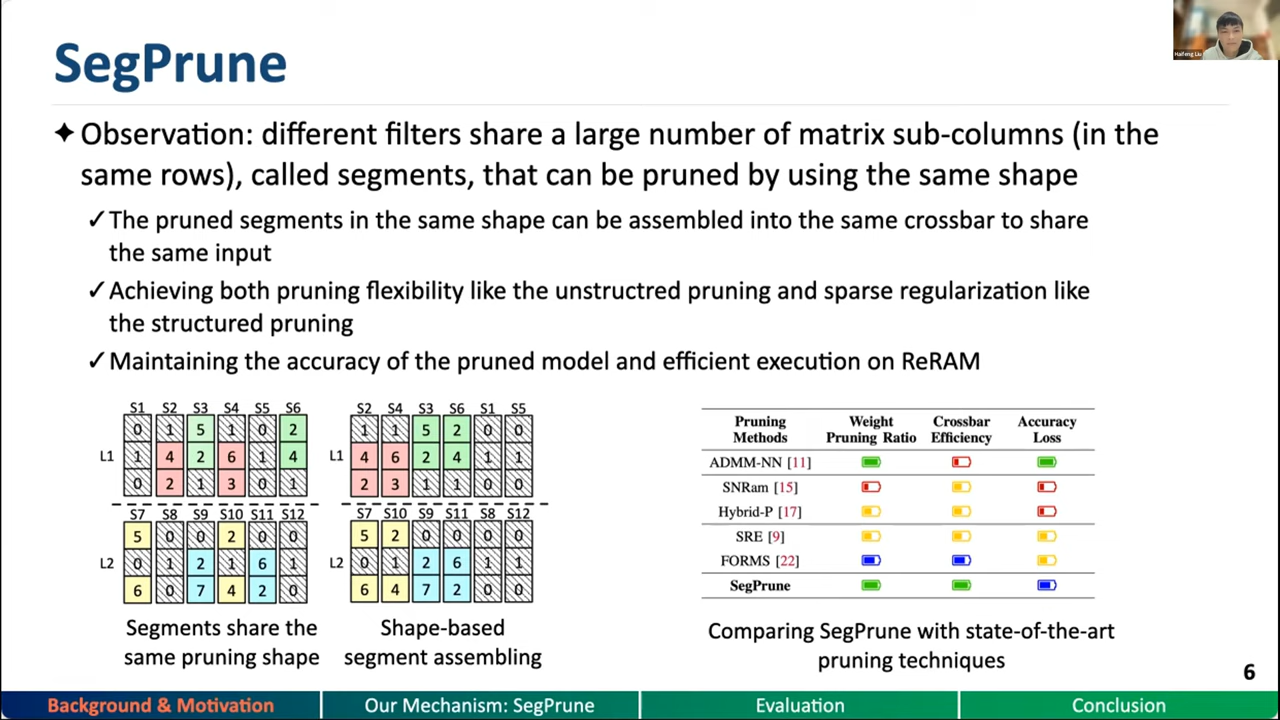 Haifeng Liu
SegPrune
✦ Observation: different filters share a large number of matrix sub-columns (in the
same rows), called segments, that can be pruned by using the same shape
✓ The pruned segments in the same shape can be assembled into the same crossbar to share
the same input
✓ Achieving both pruning flexibility like the unstructred pruning and sparse regularization like
the structured pruning
✓ Maintaining the accuracy of the pruned model and efficient execution on ReRAM
S1 S2 S3 S4 S5 S6
0 1 5 1 0 2
L1 1 4 2 6 1 4
0 2 1 3 0 1
S7 S8 S9 S10 S11 S12
5 0 0 2 0 0
L2 0 1 2 1 6 1
6 0 7 4 2 0
Segments share the
same pruning shape
S2 S4 S3 S6 S1 S5
1 1 5 2 0 0
L1 4 6 2 4 1 1
2 3 1 1 0 0
S7 S10 S9 S11 S8 S12
5 2 0 0 0 0
L2 0 1 2 6 1 1
6 4 7 2 0 0
Shape-based
segment assembling
Pruning Weight Crossbar Accuracy
Methods Pruning Ratio Efficiency Loss
ADMM-NN [11]
SNRam [15]
Hybrid-P [17]
SRE [9]
FORMS [22]
SegPrune
Comparing SegPrune with state-of-the-art
pruning techniques
6
Background & Motivation Our Mechanism: SegPrune Evaluation Conclusion